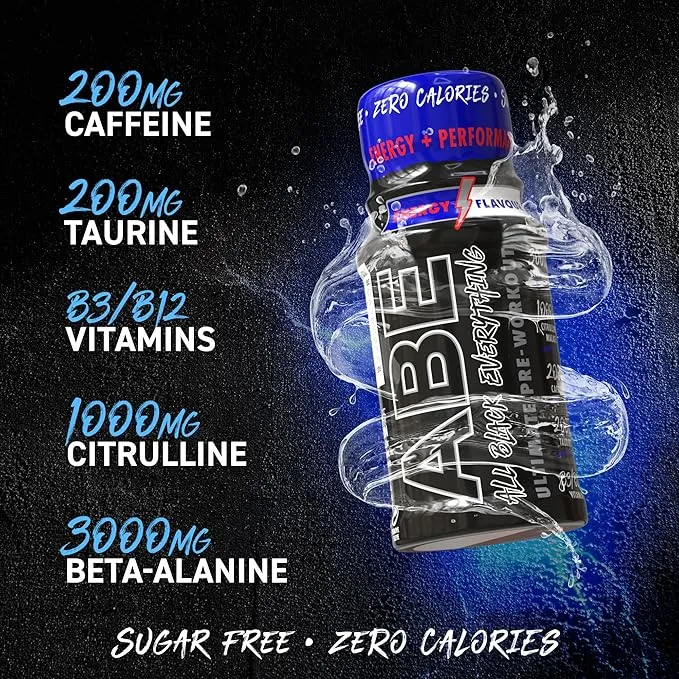 200MG
CAFFEINE
200MG
TAURINE
B3/B12
VITAMINS
1000MG
CITRULLINE
3000MG
BETA-ALANINE
ZERO CALORIES
ENERGY +
ENERGY
ABE
ALL BLACK EVERYTHING
ULTIMATE PRE-WORKOUT
SUGAR FREE • ZERO CALORIES